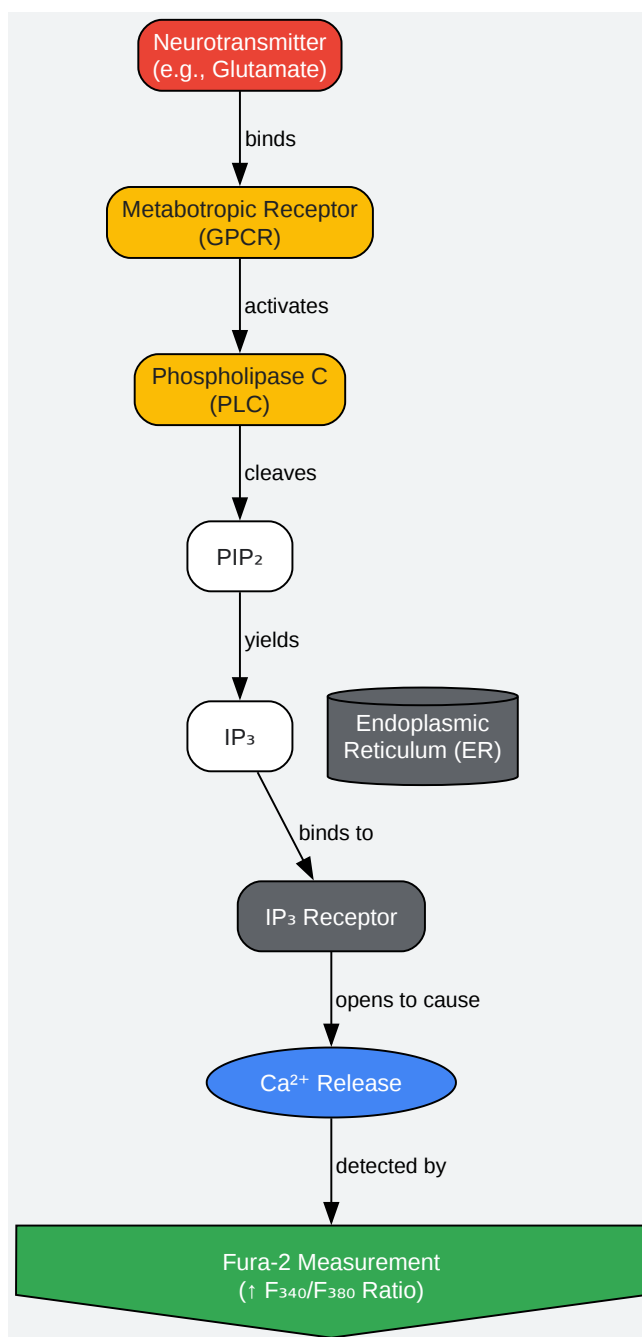 Neurotransmitter
(e.g., Glutamate)
binds
Metabotropic Receptor
(GPCR)
activates
Phospholipase C
(PLC)
cleaves
PIP₂
yields
IP₃
Endoplasmic
Reticulum (ER)
binds to
IP₃ Receptor
opens to cause
Ca²⁺ Release
detected by
Fura-2 Measurement
(↑ F₃₄₀/F₃₈₀ Ratio)